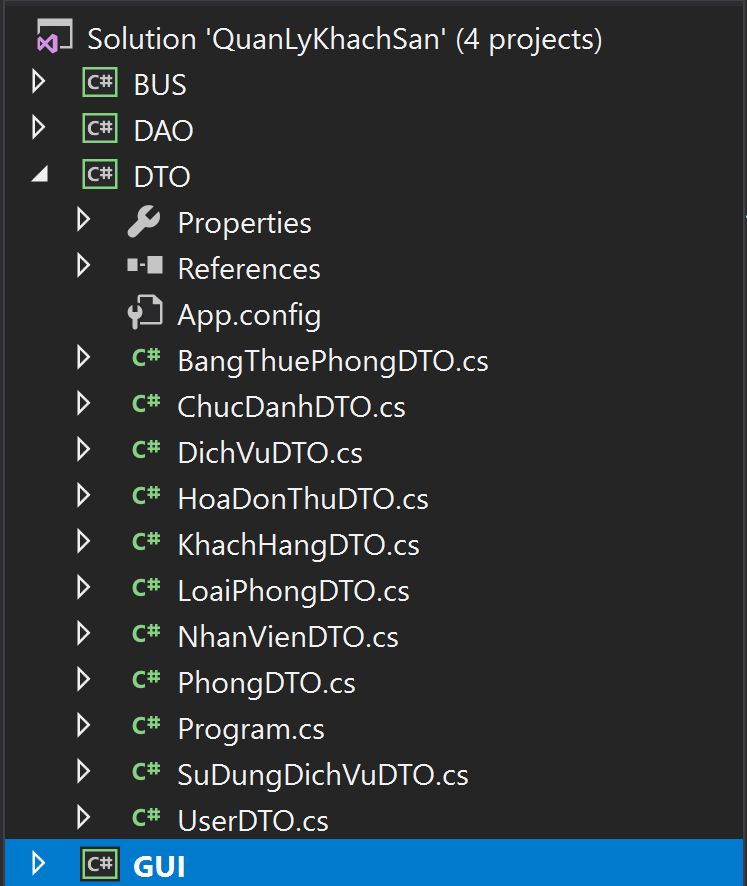 Solution 'QuanLyKhachSan' (4 projects)
C# BUS
C# DAO
C# DTO
Properties
References
App.config
C# BangThuePhongDTO.cs
C# ChucDanhDTO.cs
C# DichVuDTO.cs
C# HoaDonThuDTO.cs
C# KhachHangDTO.cs
C# LoaiPhongDTO.cs
C# NhanVienDTO.cs
C# PhongDTO.cs
C# Program.cs
C# SuDungDichVuDTO.cs
C# UserDTO.cs
C# GUI